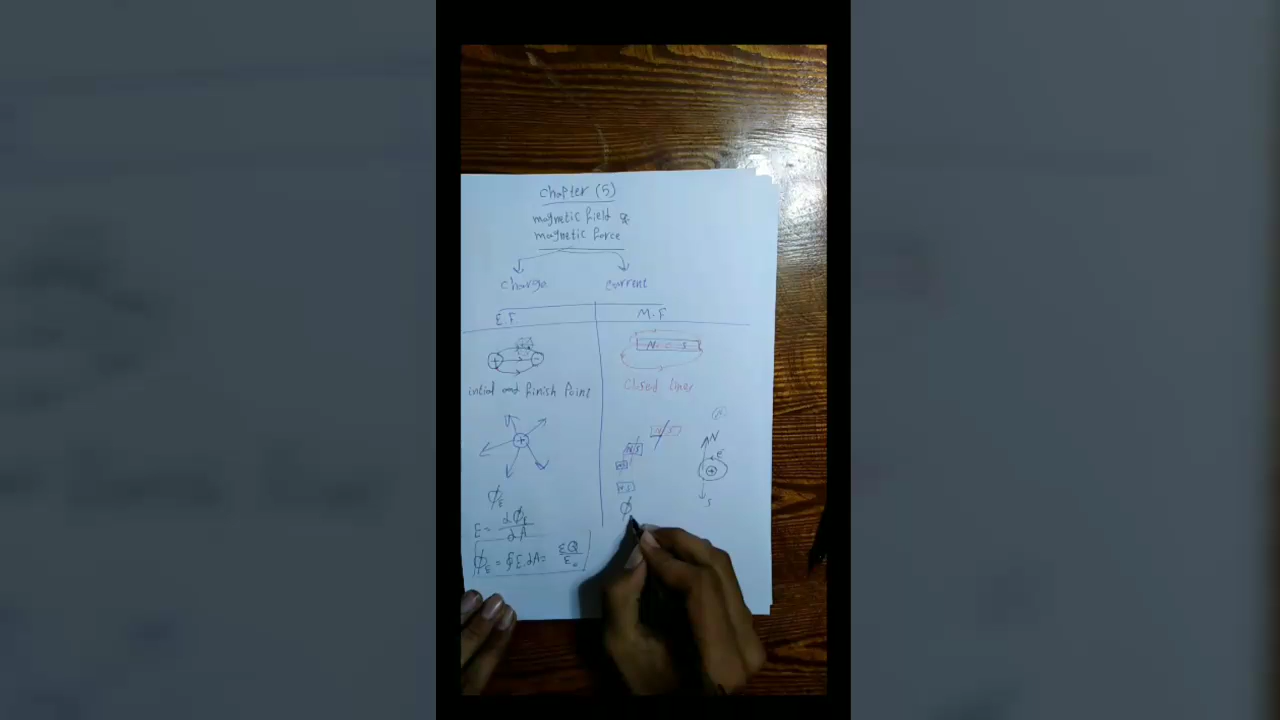 chapter (5)
magnetic field &
magnetic force
charge
current
E.F
M.F
+ -
N S
intial and finish Point
closed lines
N S
N S
N S
N
E
S
+
+
ϕE
E = dϕE / dA
ϕE = ∮E.dA = ΣQ / ε0
ϕ